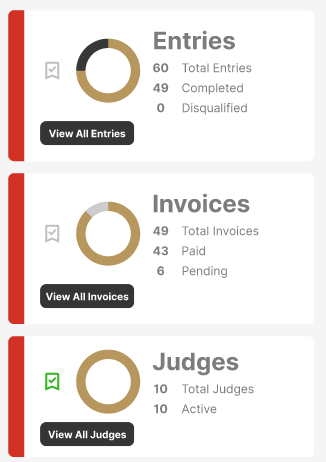 Entries
60 Total Entries
49 Completed
0 Disqualified
View All Entries
Invoices
49 Total Invoices
43 Paid
6 Pending
View All Invoices
Judges
10 Total Judges
10 Active
View All Judges